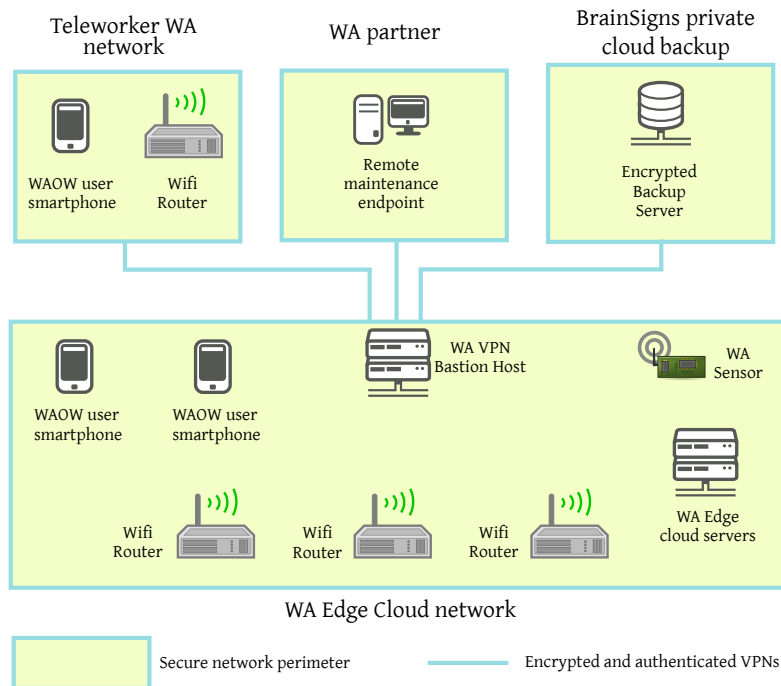 Teleworker WA
network
WA partner
BrainSigns private
cloud backup
WAOW user
smartphone
Wifi
Router
Remote
maintenance
endpoint
Encrypted
Backup
Server
WAOW user
smartphone
WAOW user
smartphone
WA VPN
Bastion Host
WA
Sensor
Wifi
Router
Wifi
Router
Wifi
Router
WA Edge
cloud servers
WA Edge Cloud network
Secure network perimeter
Encrypted and authenticated VPNs